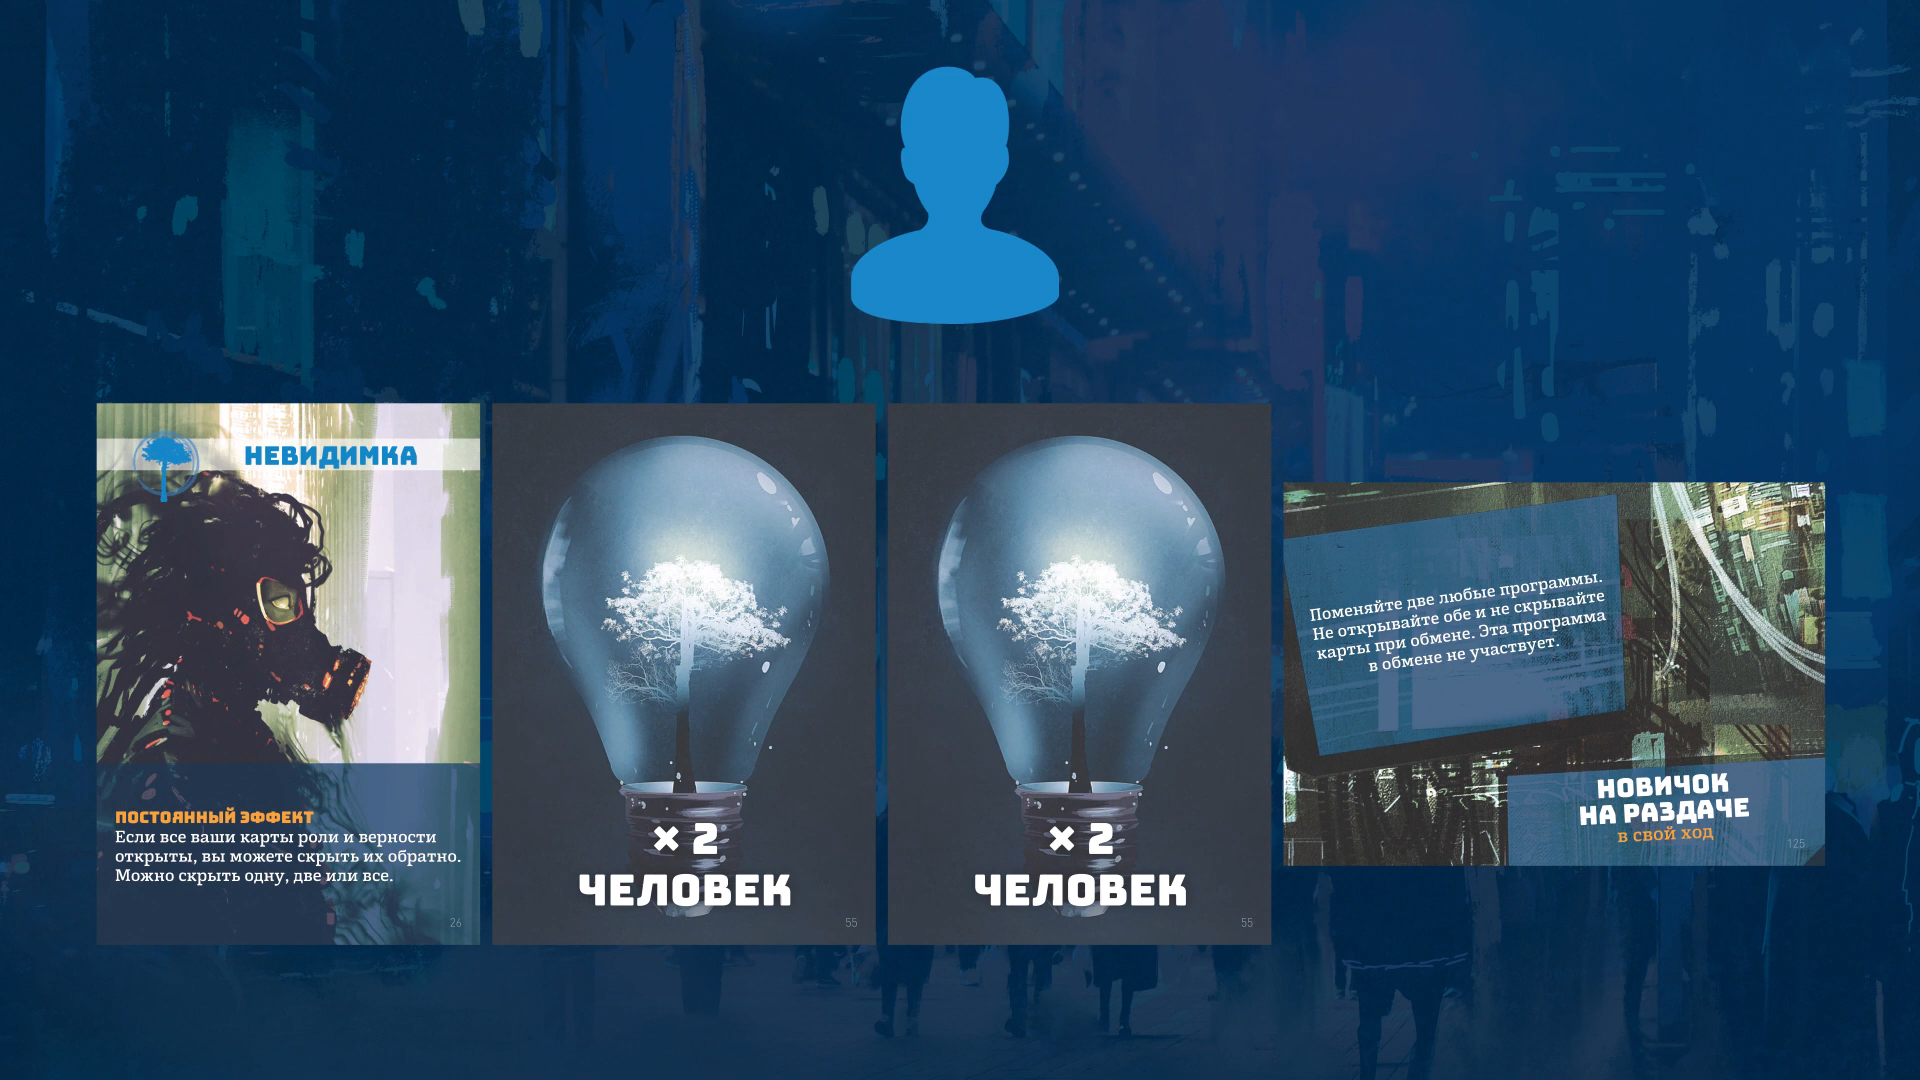 НЕВИДИМКА
ПОСТОЯННЫЙ ЭФФЕКТ
Если все ваши карты роли и верности
открыты, вы можете скрыть их обратно.
Можно скрыть одну, две или все.
26
× 2
ЧЕЛОВЕК
55
× 2
ЧЕЛОВЕК
55
Поменяйте две любые программы.
Не открывайте обе и не скрывайте
карты при обмене. Эта программа
в обмене не участвует.
НОВИЧОК
НА РАЗДАЧЕ
в свой ход
125